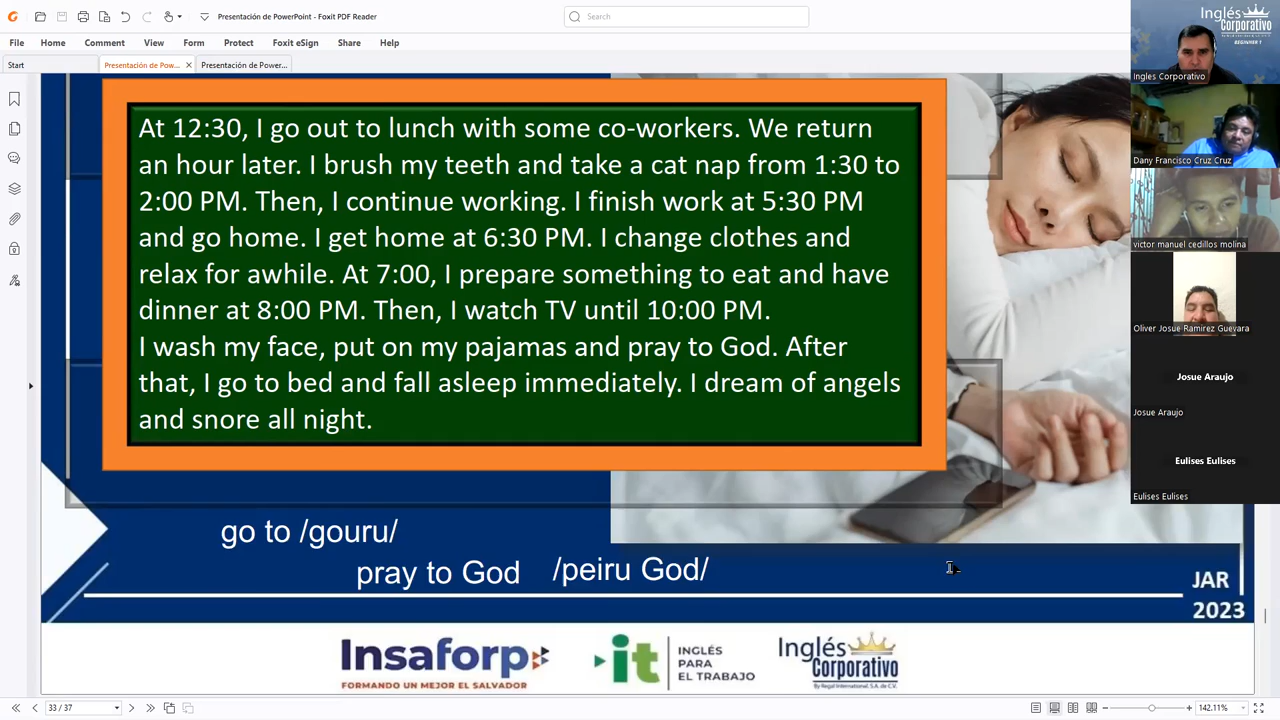 Presentación de PowerPoint - Foxit PDF Reader
Search
File Home Comment View Form Protect Foxit eSign Share Help
Start Presentación de Pow... Presentación de Power...
At 12:30, I go out to lunch with some co-workers. We return
an hour later. I brush my teeth and take a cat nap from 1:30 to
2:00 PM. Then, I continue working. I finish work at 5:30 PM
and go home. I get home at 6:30 PM. I change clothes and
relax for awhile. At 7:00, I prepare something to eat and have
dinner at 8:00 PM. Then, I watch TV until 10:00 PM.
I wash my face, put on my pajamas and pray to God. After
that, I go to bed and fall asleep immediately. I dream of angels
and snore all night.
go to /gouru/
pray to God /peiru God/
JAR
2023
Insaforp
FORMANDO UN MEJOR EL SALVADOR
it
INGLÉS
PARA
EL TRABAJO
Inglés
Corporativo
By Regal International, S.A. de C.V.
33 / 37
142.11%
Inglés
Corporativo
BEGINNER 1
Ingles Corporativo
Dany Francisco Cruz Cruz
victor manuel cedillos molina
Oliver Josue Ramirez Guevara
Josue Araujo
Josue Araujo
Eulises Eulises
Eulises Eulises